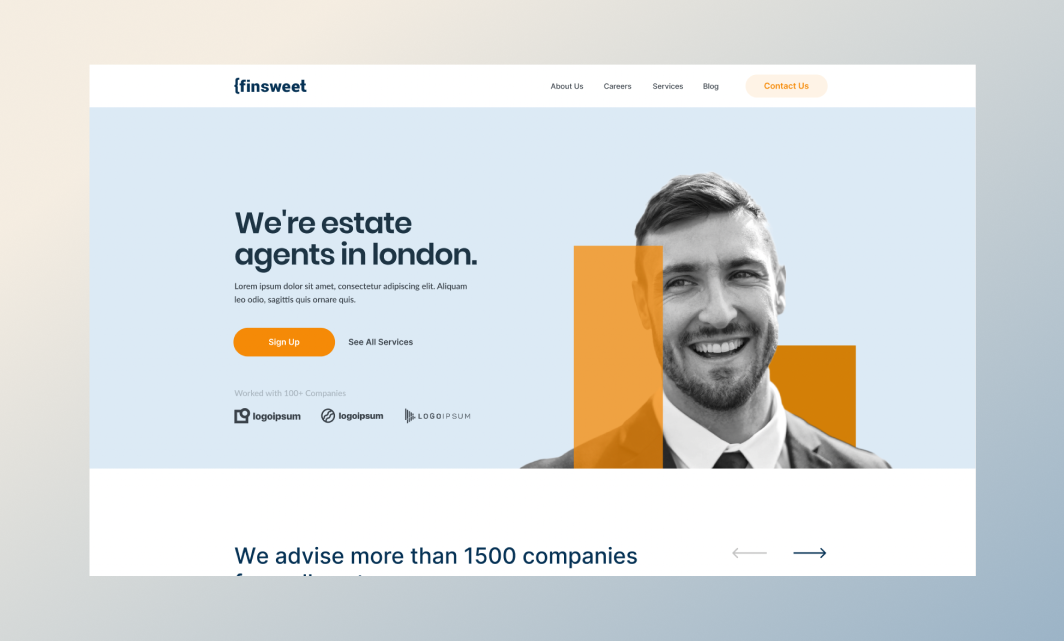 {finsweet
About Us
Careers
Services
Blog
Contact Us
We're estate
agents in london.
Lorem ipsum dolor sit amet, consectetur adipiscing elit. Aliquam
leo odio, sagittis quis ornare quis.
Sign Up
See All Services
Worked with 100+ Companies
logoipsum
logoipsum
LOGOIPSUM
We advise more than 1500 companies